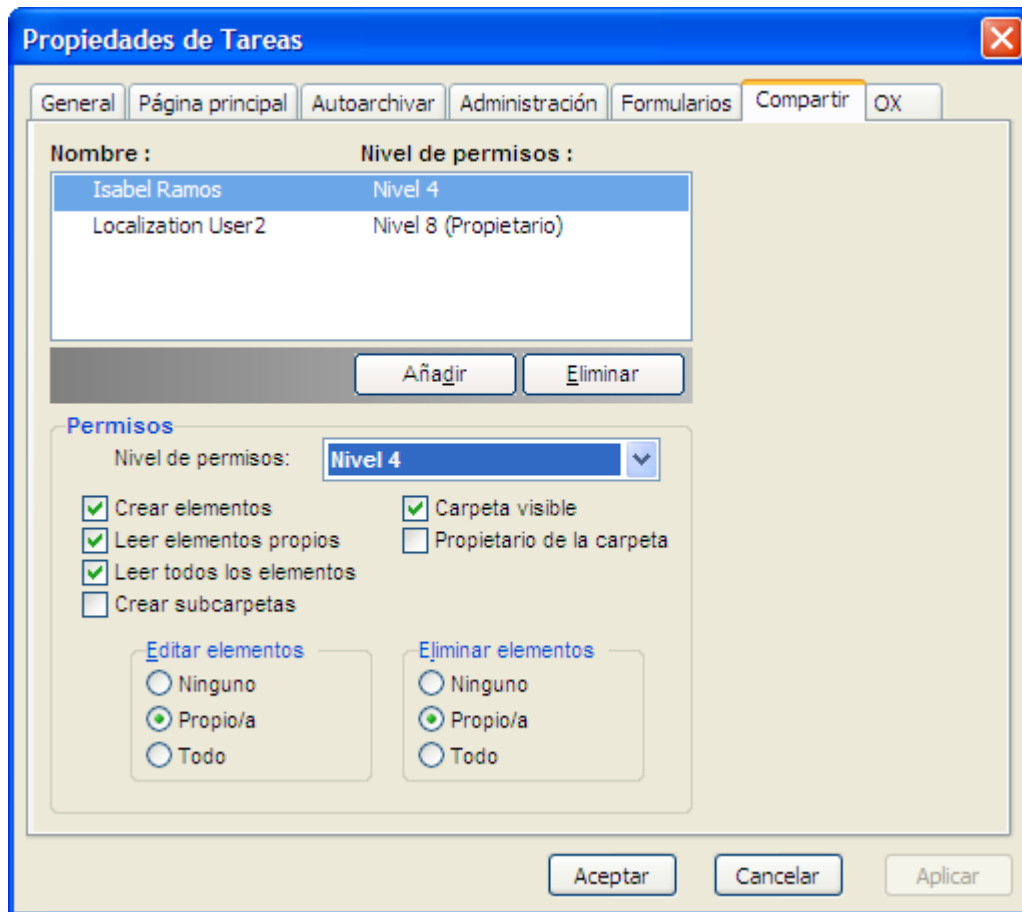 Propiedades de Tareas
General Página principal Autoarchivar Administración Formularios Compartir OX
Nombre : Nivel de permisos :
Isabel Ramos Nivel 4
Localization User2 Nivel 8 (Propietario)
Añadir Eliminar
Permisos
Nivel de permisos: Nivel 4
Crear elementos Carpeta visible
Leer elementos propios Propietario de la carpeta
Leer todos los elementos
Crear subcarpetas
Editar elementos Eliminar elementos
Ninguno Ninguno
Propio/a Propio/a
Todo Todo
Aceptar Cancelar Aplicar